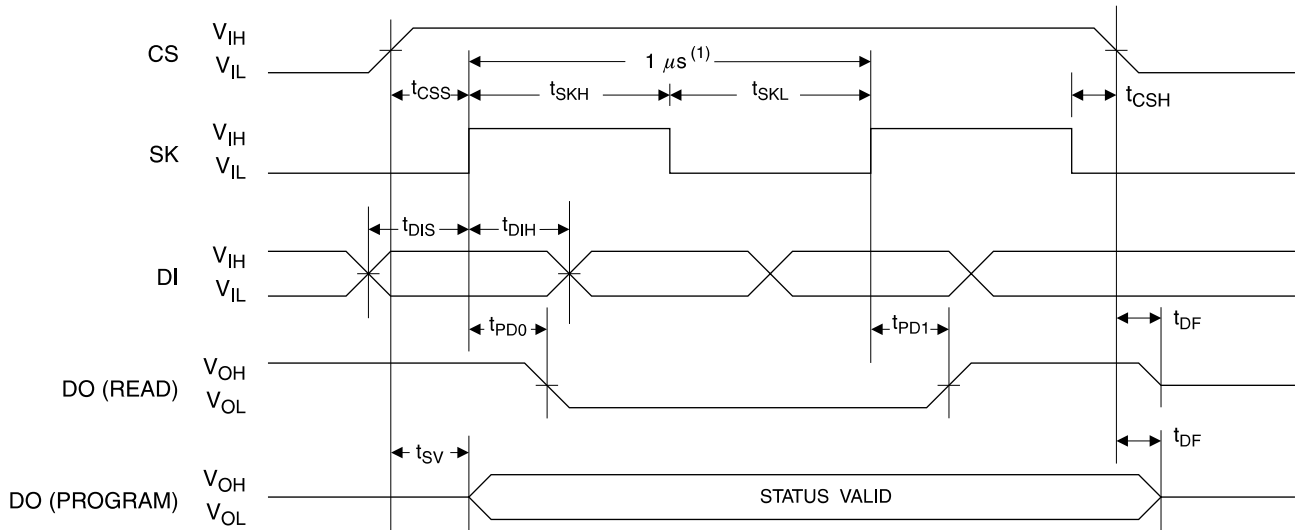 CS V_IH
V_IL
1 μs (1)
t_CSS t_SKH t_SKL t_CSH
SK V_IH
V_IL
t_DIS t_DIH
DI V_IH
V_IL
t_PD0 t_PD1 t_DF
DO (READ) V_OH
V_OL
t_SV t_DF
DO (PROGRAM) V_OH
V_OL
STATUS VALID